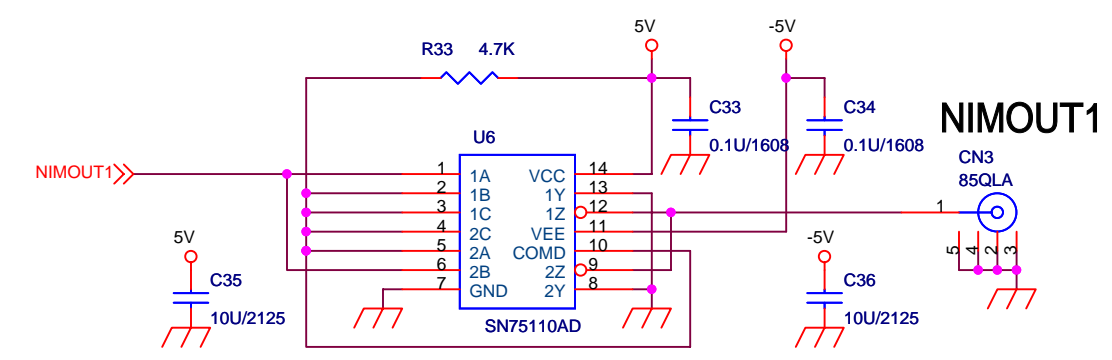 5V
-5V
R33 4.7K
C33
0.1U/1608
C34
0.1U/1608
NIMOUT1
CN3
85QLA
U6
NIMOUT1
1 1A VCC 14
2 1B 1Y 13
3 1C 1Z 12
4 2C VEE 11
5 2A COMD 10
6 2B 2Z 9
7 GND 2Y 8
SN75110AD
1
5 4 2 3
5V
C35
10U/2125
-5V
C36
10U/2125